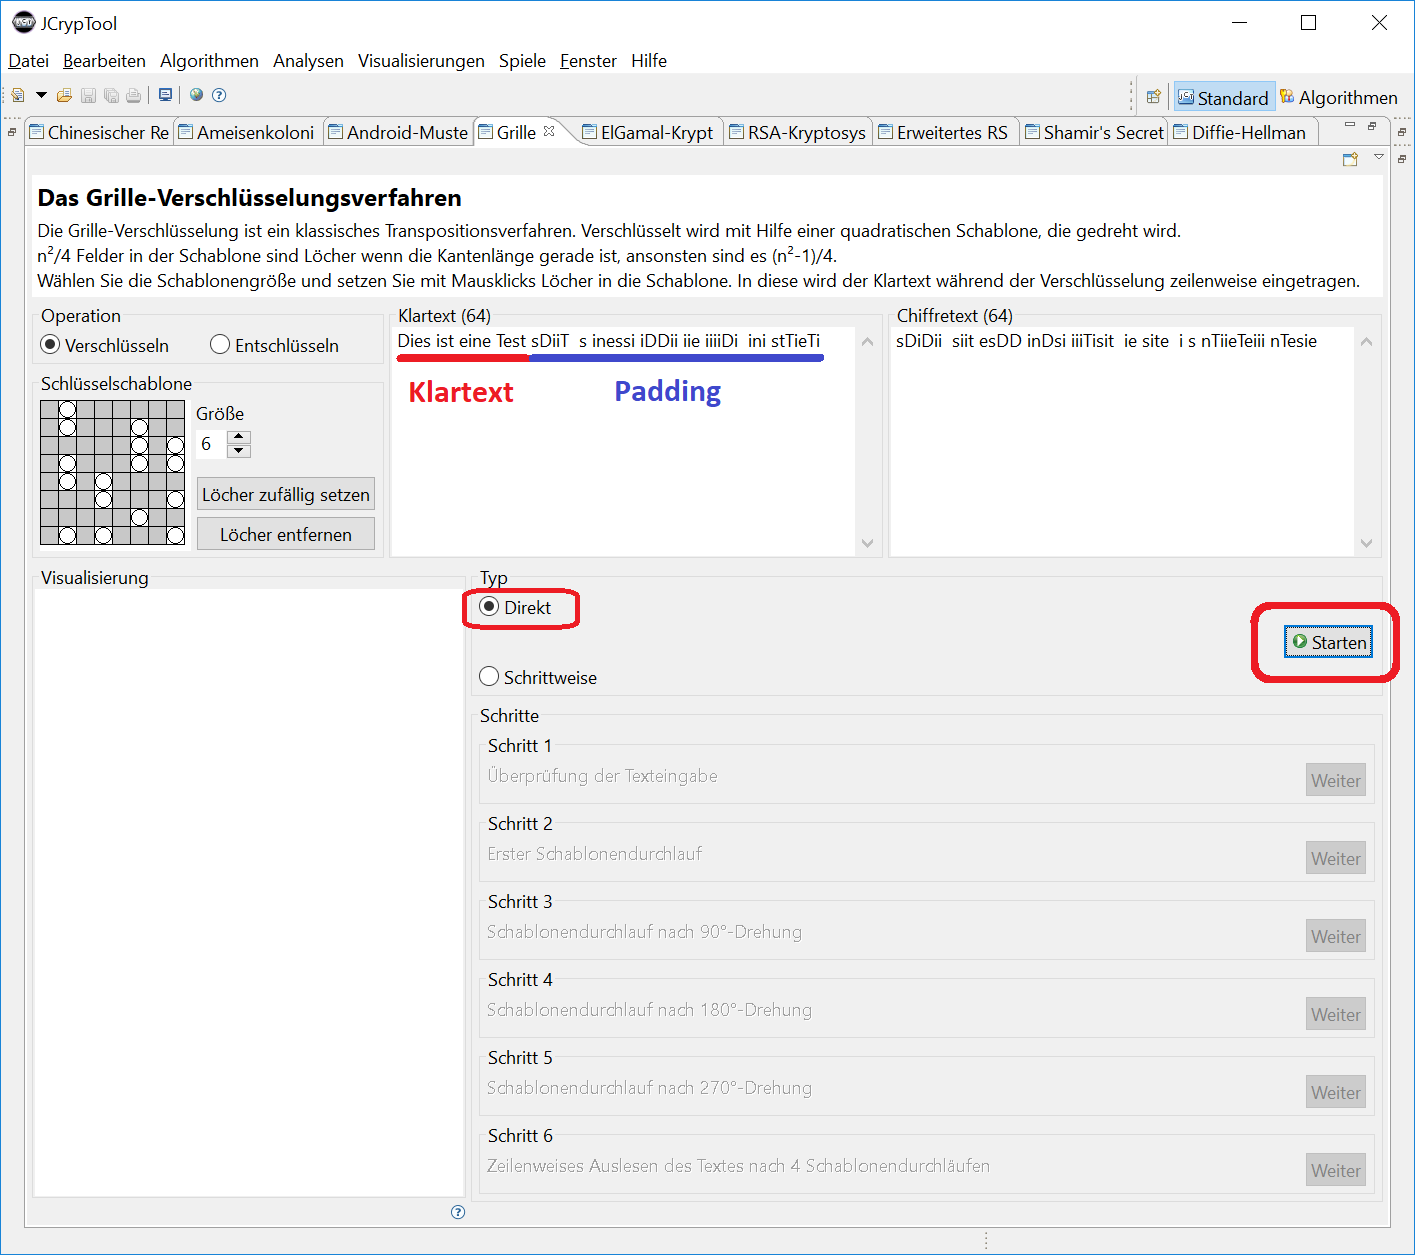 JCrypTool
Datei Bearbeiten Algorithmen Analysen Visualisierungen Spiele Fenster Hilfe
Standard Algorithmen
Chinesischer Re Ameisenkoloni Android-Muste Grille ElGamal-Krypt RSA-Kryptosys Erweitertes RS Shamir's Secret Diffie-Hellman
Das Grille-Verschlüsselungsverfahren
Die Grille-Verschlüsselung ist ein klassisches Transpositionsverfahren. Verschlüsselt wird mit Hilfe einer quadratischen Schablone, die gedreht wird.
n²/4 Felder in der Schablone sind Löcher wenn die Kantenlänge gerade ist, ansonsten sind es (n²-1)/4.
Wählen Sie die Schablonengröße und setzen Sie mit Mausklicks Löcher in die Schablone. In diese wird der Klartext während der Verschlüsselung zeilenweise eingetragen.
Operation
Verschlüsseln Entschlüsseln
Schlüsselschablone
Größe
6
Löcher zufällig setzen
Löcher entfernen
Klartext (64)
Dies ist eine Test sDiiT  s inessi iDDii iie iiiiDi  ini stTieTi
Klartext Padding
Chiffretext (64)
sDiDii  siit esDD inDsi iiiTisit  ie site  i s nTiieTeiii nTesie
Visualisierung
Typ
Direkt
Starten
Schrittweise
Schritte
Schritt 1
Überprüfung der Texteingabe Weiter
Schritt 2
Erster Schablonendurchlauf Weiter
Schritt 3
Schablonendurchlauf nach 90°-Drehung Weiter
Schritt 4
Schablonendurchlauf nach 180°-Drehung Weiter
Schritt 5
Schablonendurchlauf nach 270°-Drehung Weiter
Schritt 6
Zeilenweises Auslesen des Textes nach 4 Schablonendurchläufen Weiter